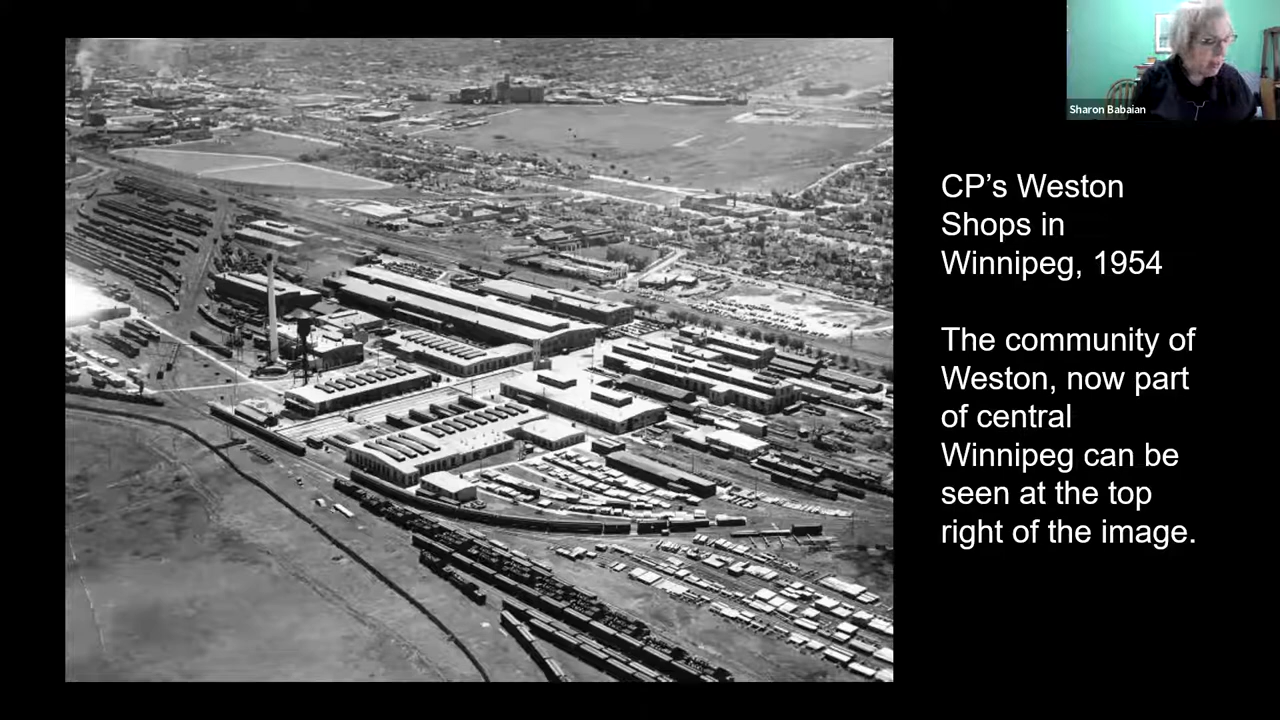 Sharon Babaian
CP’s Weston
Shops in
Winnipeg, 1954
The community of
Weston, now part
of central
Winnipeg can be
seen at the top
right of the image.